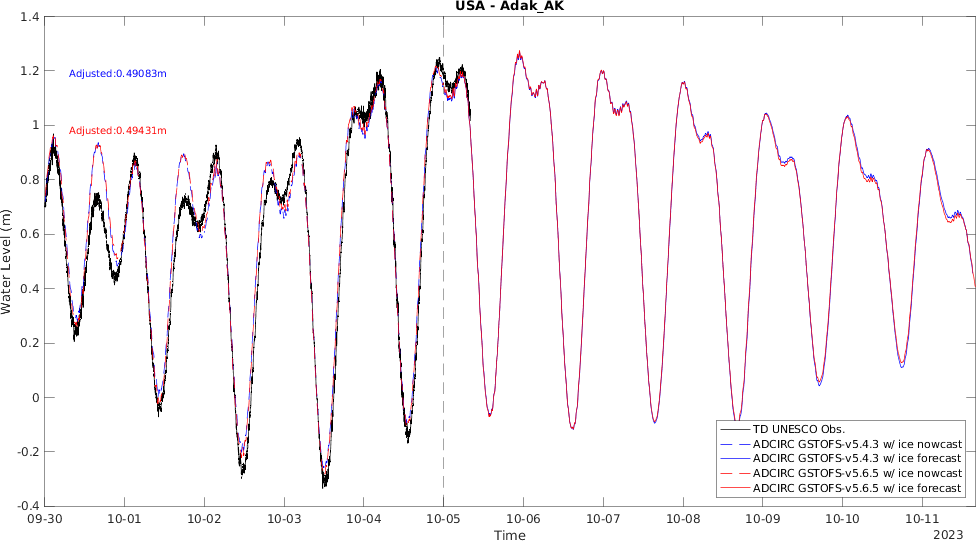 USA - Adak_AK
1.4
1.2
1
0.8
0.6
0.4
0.2
0
-0.2
-0.4
Water Level (m)
Adjusted:0.49083m
Adjusted:0.49431m
TD UNESCO Obs.
ADCIRC GSTOFS-v5.4.3 w/ ice nowcast
ADCIRC GSTOFS-v5.4.3 w/ ice forecast
ADCIRC GSTOFS-v5.6.5 w/ ice nowcast
ADCIRC GSTOFS-v5.6.5 w/ ice forecast
09-30 10-01 10-02 10-03 10-04 10-05 10-06 10-07 10-08 10-09 10-10 10-11
Time
2023